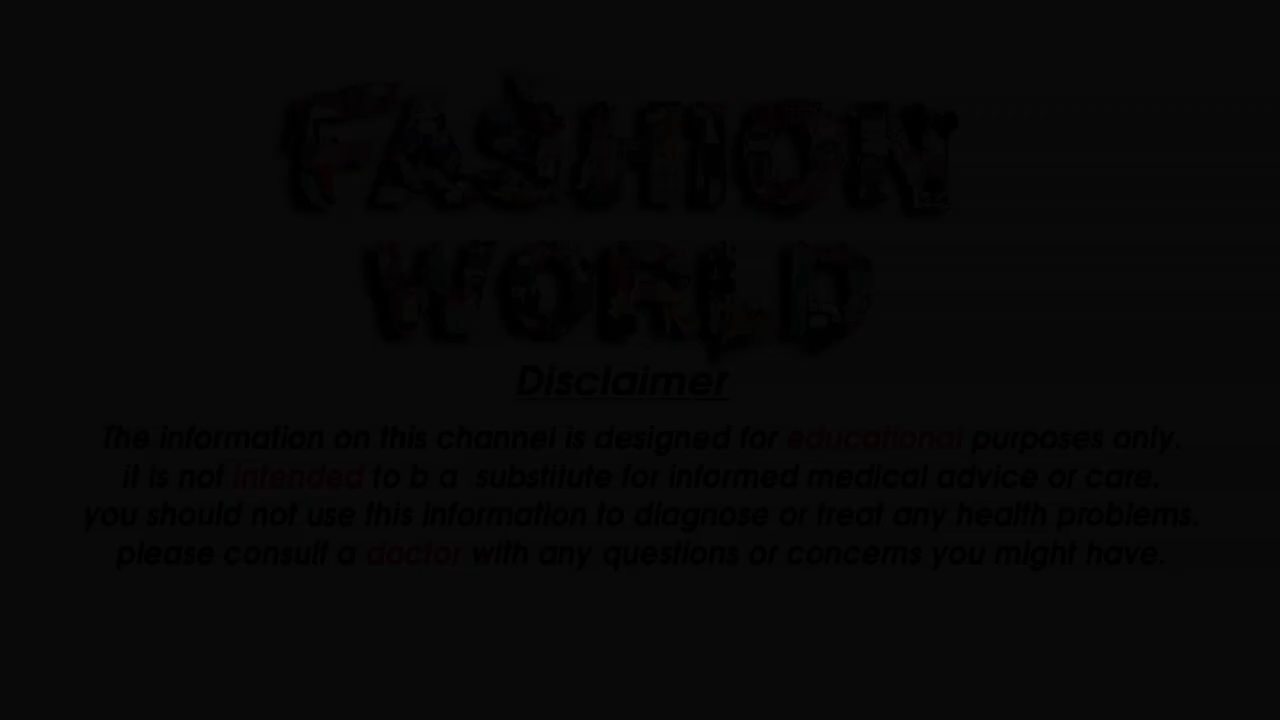 FASHION
WORLD
Disclaimer
The information on this channel is designed for educational purposes only.
it is not intended to b a substitute for informed medical advice or care.
you should not use this information to diagnose or treat any health problems.
please consult a doctor with any questions or concerns you might have.